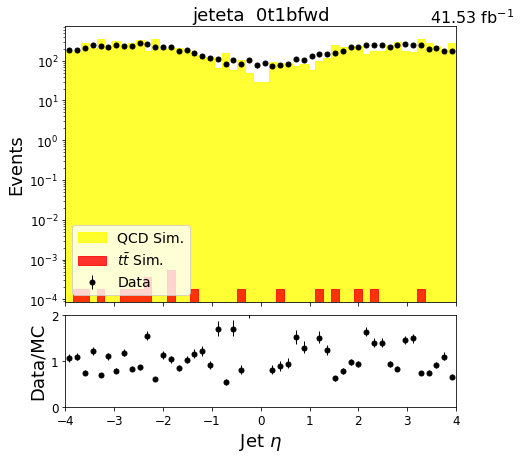 jeteta 0t1bfwd
41.53 fb⁻¹
Events
10²
10¹
10⁰
10⁻¹
10⁻²
10⁻³
10⁻⁴
QCD Sim.
tt̄ Sim.
Data
Data/MC
2
1
0
−4 −3 −2 −1 0 1 2 3 4
Jet η